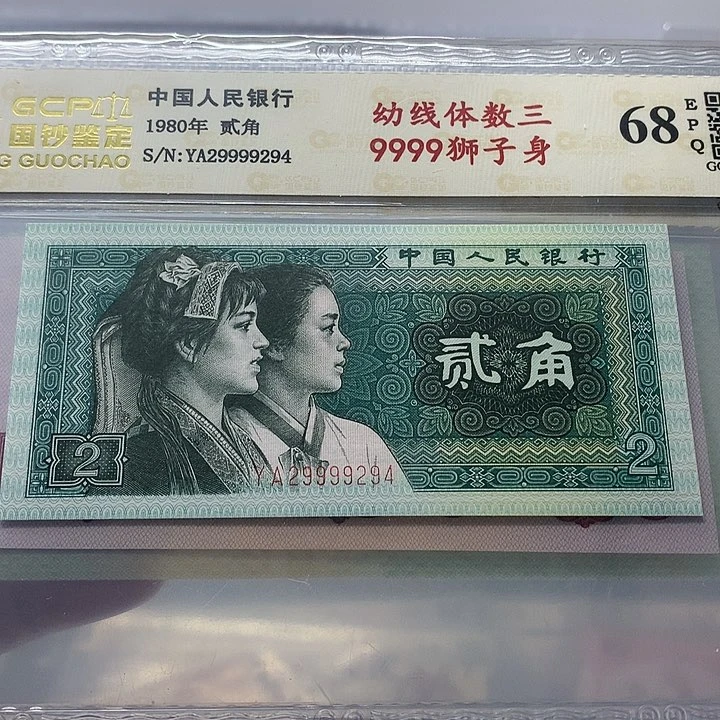 GCP
国钞鉴定
G GUOCHAO
中国人民银行
1980年 贰角
S/N:YA29999294
幼线体数三
9999狮子身
68
EPQ
中国人民银行
贰角
2
2
YA29999294